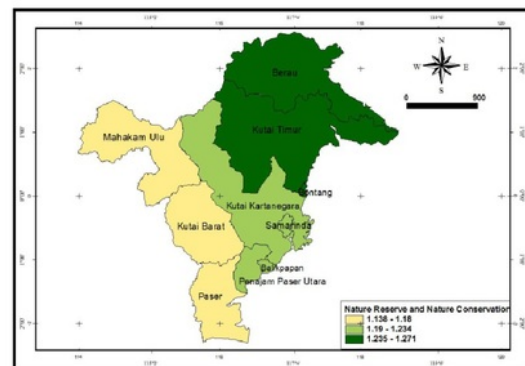 N
W E
S
0 900
Berau
Kutai Timur
Mahakam Ulu
Bontang
Kutai Kartanegara
Samarinda
Kutai Barat
Balikpapan
Penajam Paser Utara
Paser
Nature Reserve and Nature Conservation
1.138 - 1.18
1.19 - 1.234
1.235 - 1.271